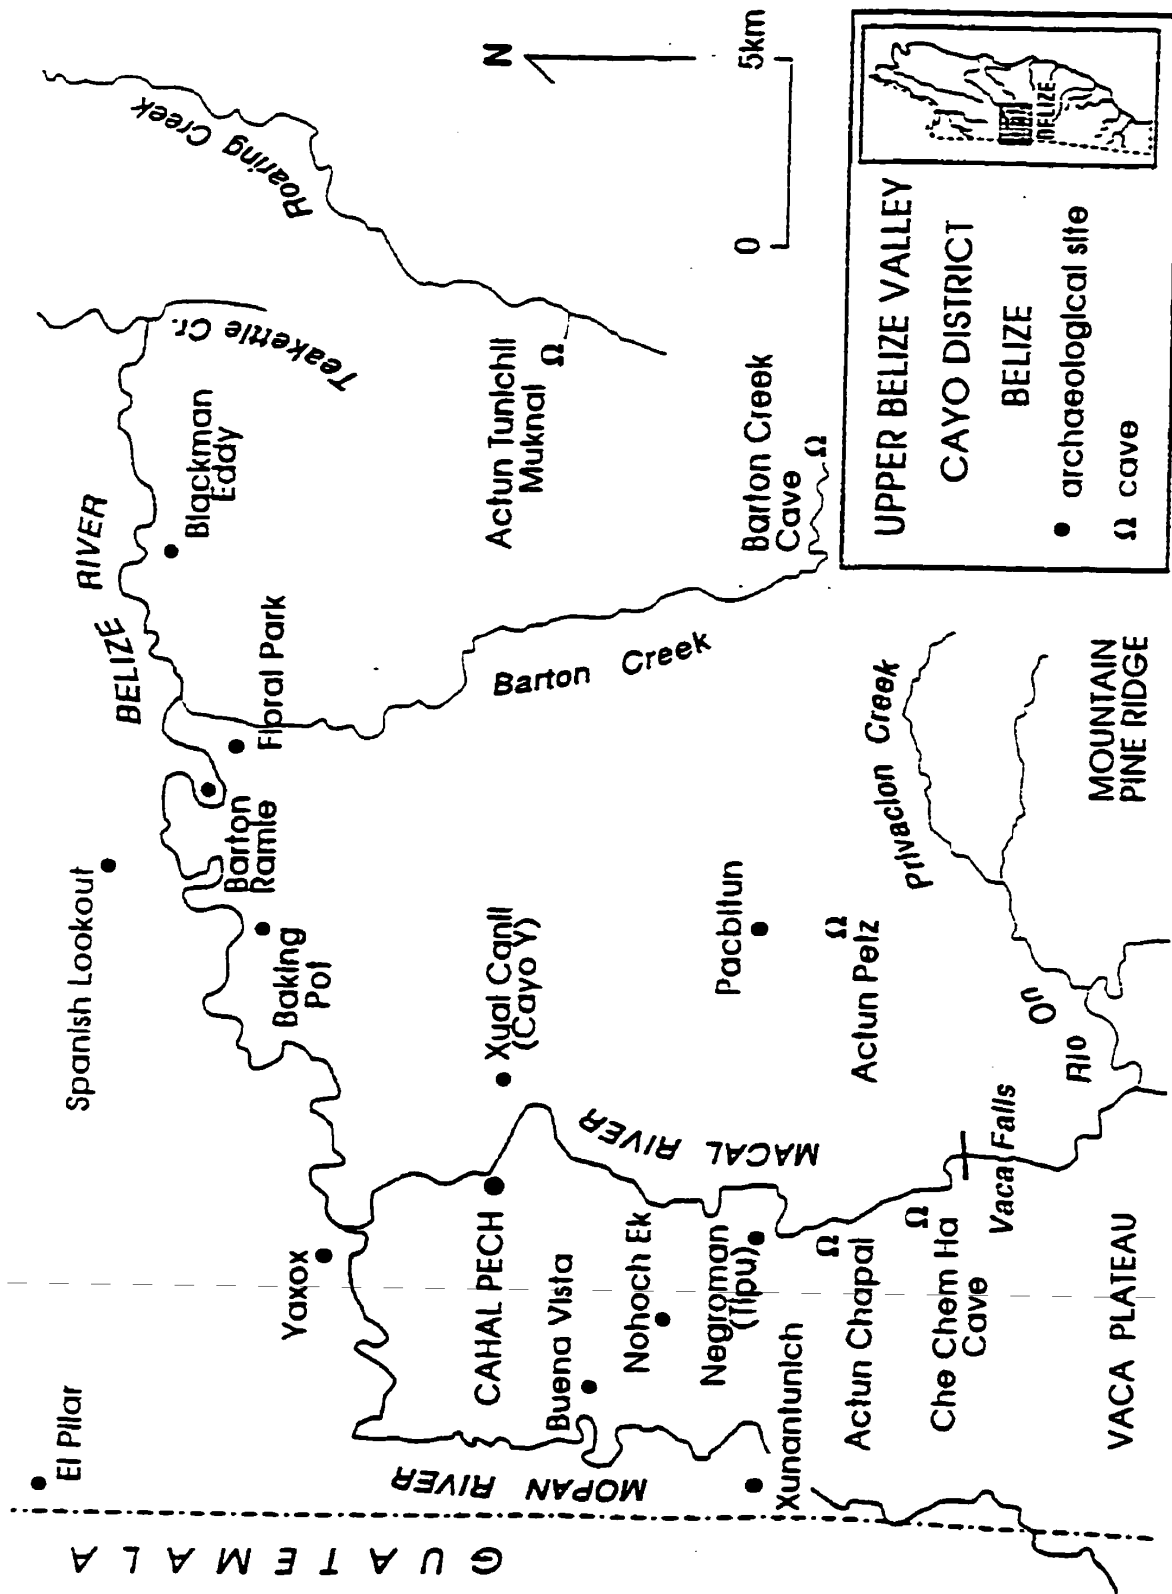 GUATEMALA
El Pilar
Spanish Lookout
BELIZE RIVER
Yaxox
Baking
Pot
Barton
Ramie
Floral Park
Blackman
Eddy
Teakettle Cr.
Roaring Creek
MOPAN RIVER
CAHAL PECH
Buena Vista
Nohoch Ek
Negroman
(Tipu)
Xunantunich
MACAL RIVER
Xual Canil
(Cayo Y)
Pacbitun
Barton Creek
Actun Tunichil
Muknal
Barton Creek
Cave
Actun Chapal
Che Chem Ha
Cave
Vaca Falls
Actun Petz
Privacion Creek
Rio On
VACA PLATEAU
MOUNTAIN
PINE RIDGE
N
0 5km
UPPER BELIZE VALLEY
CAYO DISTRICT
BELIZE
● archaeological site
Ω cave
BELIZE